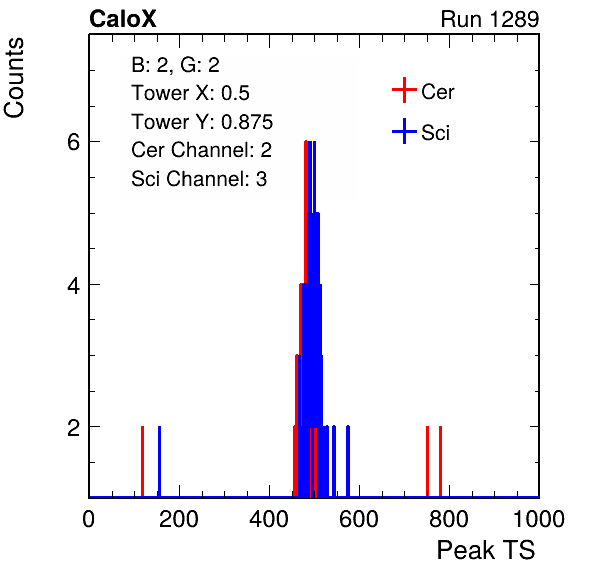 CaloX Run 1289
Counts
B: 2, G: 2
Tower X: 0.5
Tower Y: 0.875
Cer Channel: 2
Sci Channel: 3
Cer
Sci
6
4
2
0 200 400 600 800 1000
Peak TS